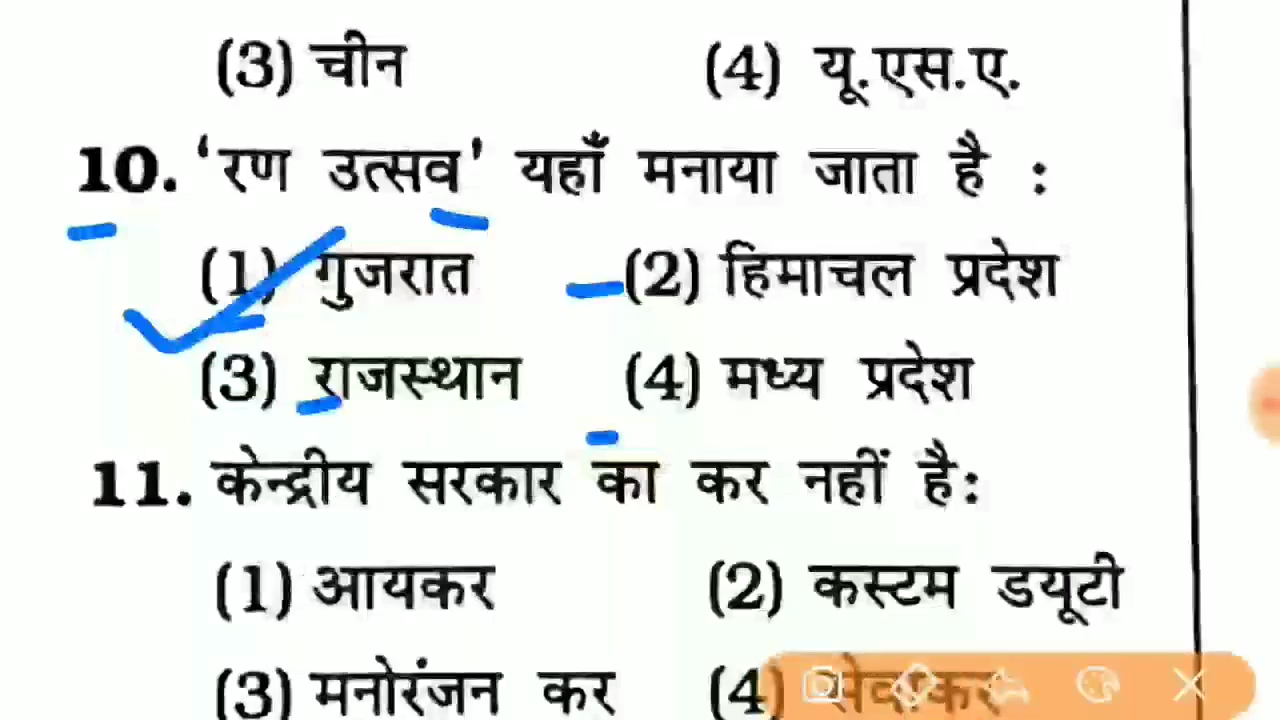 (3) चीन (4) यू.एस.ए.
10. 'रण उत्सव' यहाँ मनाया जाता है :
(1) गुजरात (2) हिमाचल प्रदेश
(3) राजस्थान (4) मध्य प्रदेश
11. केन्द्रीय सरकार का कर नहीं है:
(1) आयकर (2) कस्टम डयूटी
(3) मनोरंजन कर (4) सेवाकर